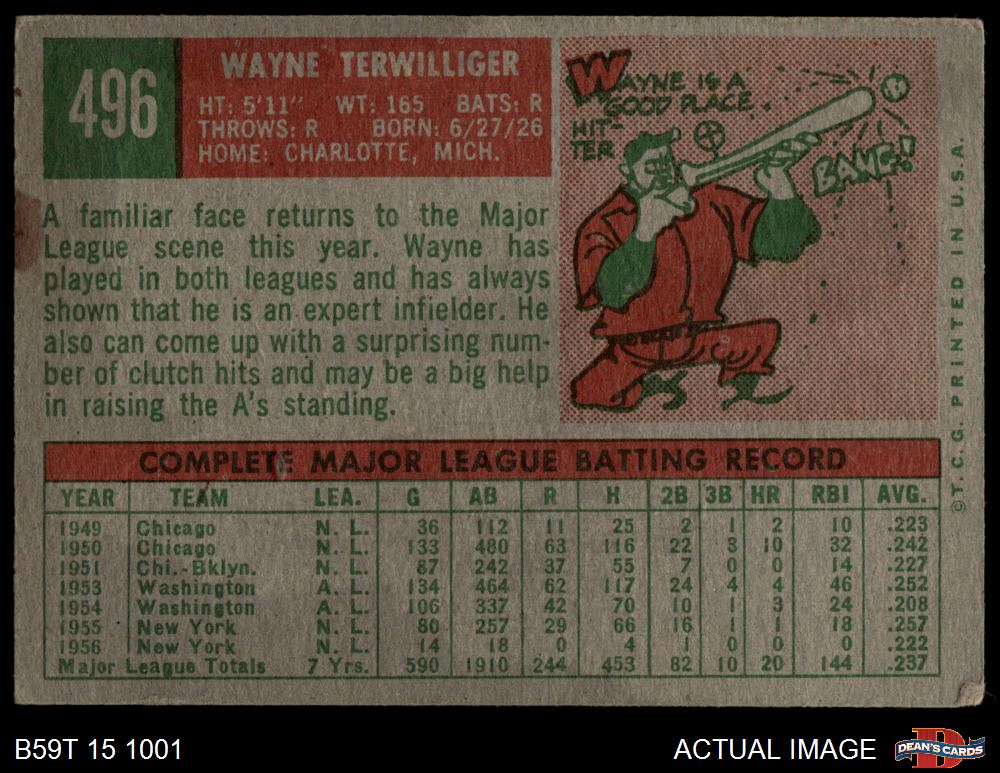 496
WAYNE TERWILLIGER
HT: 5'11" WT: 165 BATS: R
THROWS: R BORN: 6/27/26
HOME: CHARLOTTE, MICH.
WAYNE IS A
GOOD PLACE
HIT-
TER
H
BANG!
A familiar face returns to the Major
League scene this year. Wayne has
played in both leagues and has always
shown that he is an expert infielder. He
also can come up with a surprising num-
ber of clutch hits and may be a big help
in raising the A's standing.
© T. C. G. PRINTED IN U.S.A.
COMPLETE MAJOR LEAGUE BATTING RECORD
YEAR TEAM LEA. G AB R H 2B 3B HR RBI AVG.
1949 Chicago N. L. 36 112 11 25 2 1 2 10 .223
1950 Chicago N. L. 133 480 63 116 22 3 10 32 .242
1951 Chi.-Bklyn. N. L. 87 242 37 55 7 0 0 14 .227
1953 Washington A. L. 134 464 62 117 24 4 4 46 .252
1954 Washington A. L. 106 337 42 70 10 1 3 24 .208
1955 New York N. L. 80 257 29 66 16 1 1 18 .257
1956 New York N. L. 14 18 0 4 1 0 0 0 .222
Major League Totals 7 Yrs. 590 1910 244 453 82 10 20 144 .237
B59T 15 1001
ACTUAL IMAGE
D
DEAN'S CARDS